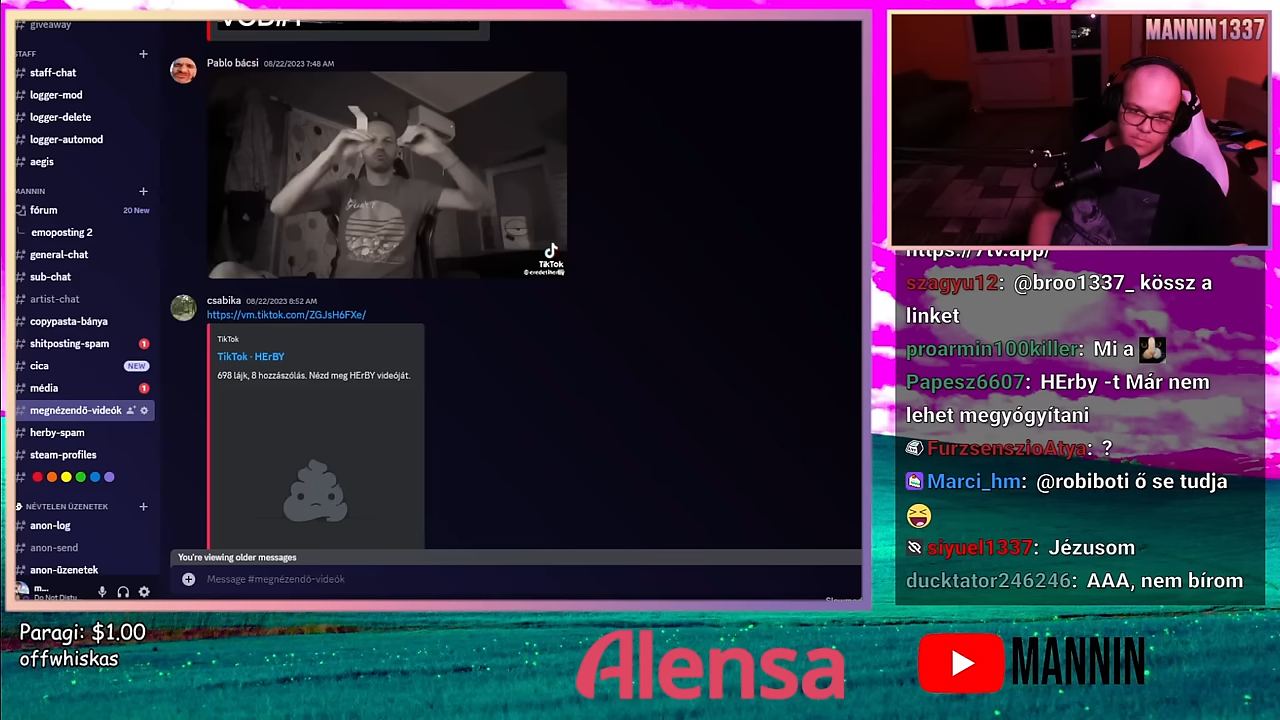 giveaway
STAFF
staff-chat
logger-mod
logger-delete
logger-automod
aegis
MANNIN
fórum 20 New
emoposting 2
general-chat
sub-chat
artist-chat
copypasta-bánya
shitposting-spam 1
cica NEW
média 1
megnézendő-videók
herby-spam
steam-profiles
NÉVTELEN ÜZENETEK
anon-log
anon-send
anon-üzenetek
m...
Do Not Distu...
Pablo bácsi 08/22/2023 7:48 AM
TikTok
@eredetiherby
csabika 08/22/2023 8:52 AM
https://vm.tiktok.com/ZGJsH6FXe/
TikTok
TikTok · HErBY
698 lájk, 8 hozzászólás. Nézd meg HErBY videóját.
You're viewing older messages
Message #megnézendő-videók
MANNIN1337
https://7tv.app/
szagyu12: @broo1337_ kössz a
linket
proarmin100killer: Mi a
Papesz6607: HErby -t Már nem
lehet megyógyítani
FurzsenszioAtya: ?
Marci_hm: @robiboti ő se tudja
siyuel1337: Jézusom
ducktator246246: AAA, nem bírom
Paragi: $1.00
offwhiskas
Alensa
MANNIN